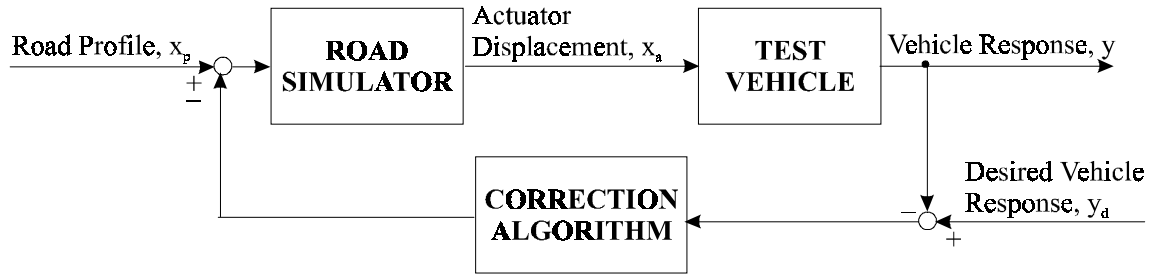 Road Profile, xp
+
−
ROAD
SIMULATOR
Actuator
Displacement, xa
TEST
VEHICLE
Vehicle Response, y
CORRECTION
ALGORITHM
−
+
Desired Vehicle
Response, yd